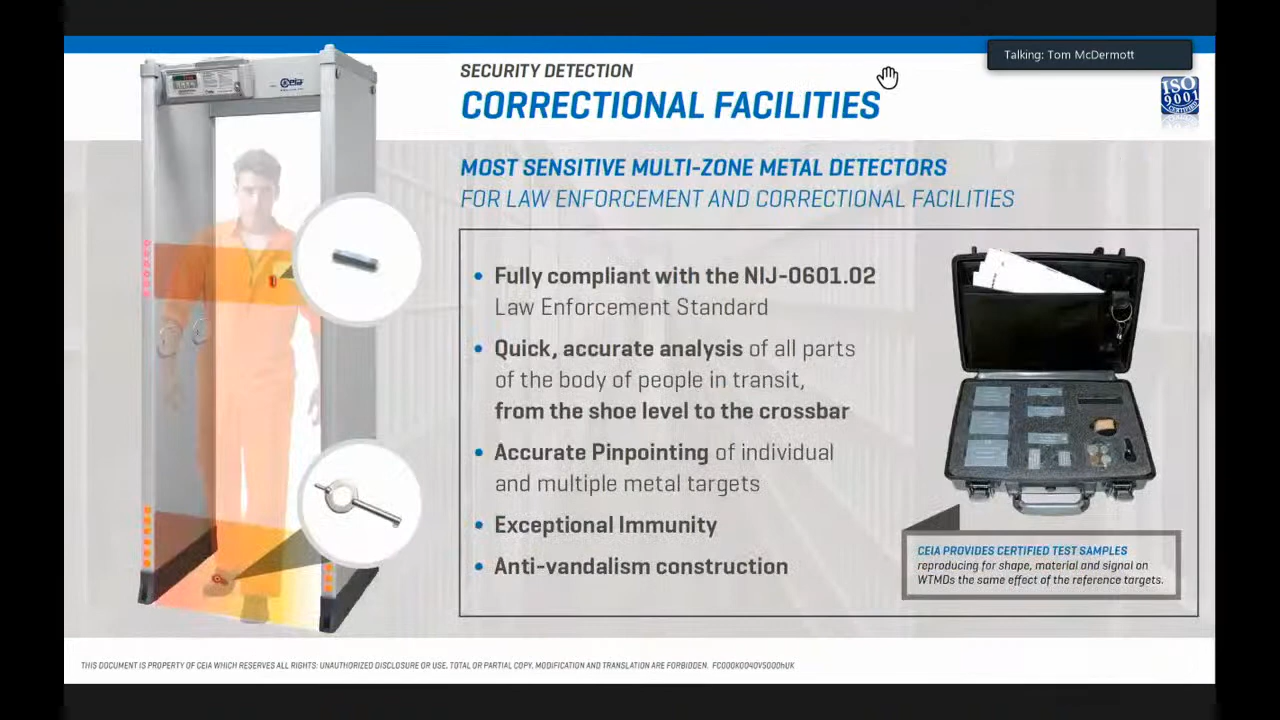 Talking: Tom McDermott
SECURITY DETECTION
CORRECTIONAL FACILITIES
ISO
9001
CERTIFIED
ceia
MOST SENSITIVE MULTI-ZONE METAL DETECTORS
FOR LAW ENFORCEMENT AND CORRECTIONAL FACILITIES
• Fully compliant with the NIJ-0601.02
Law Enforcement Standard
• Quick, accurate analysis of all parts
of the body of people in transit,
from the shoe level to the crossbar
• Accurate Pinpointing of individual
and multiple metal targets
• Exceptional Immunity
• Anti-vandalism construction
CEIA PROVIDES CERTIFIED TEST SAMPLES
reproducing for shape, material and signal on
WTMDs the same effect of the reference targets.
THIS DOCUMENT IS PROPERTY OF CEIA WHICH RESERVES ALL RIGHTS: UNAUTHORIZED DISCLOSURE OR USE, TOTAL OR PARTIAL COPY, MODIFICATION AND TRANSLATION ARE FORBIDDEN.